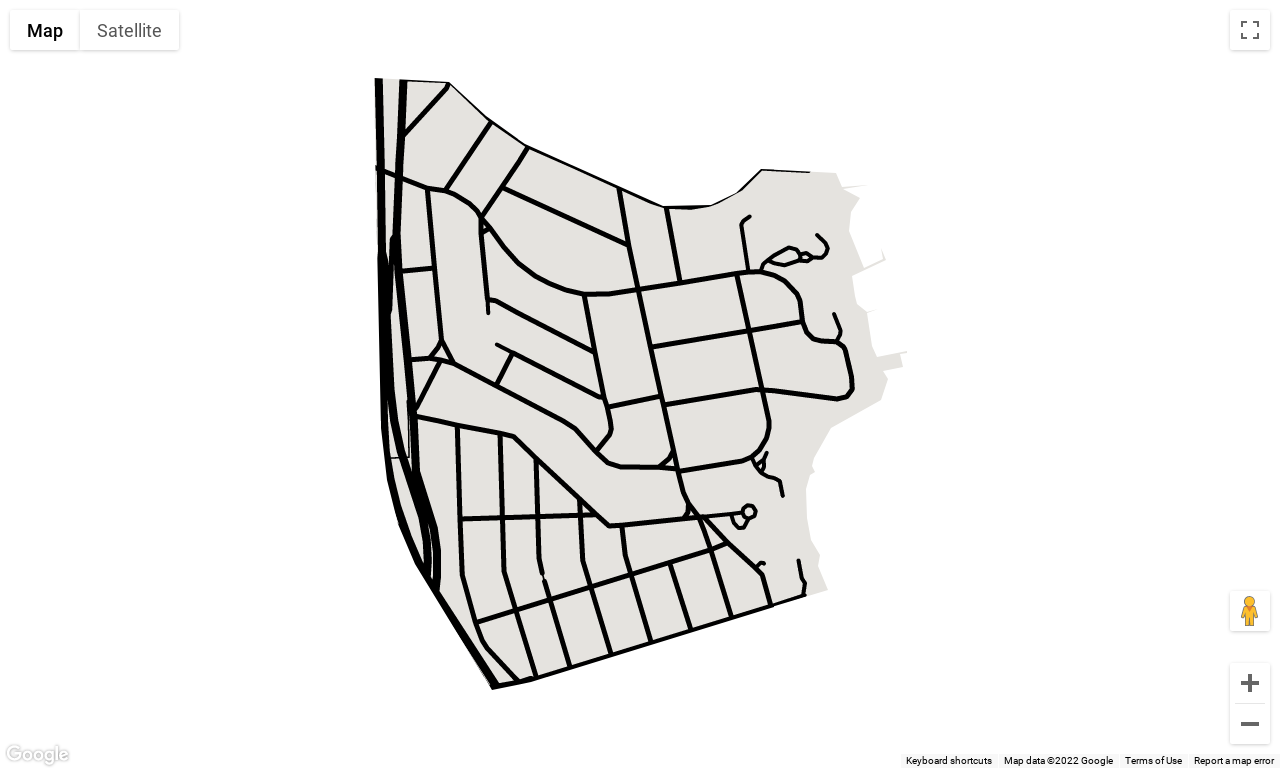 Map Satellite
Google
Keyboard shortcuts Map data ©2022 Google Terms of Use Report a map error